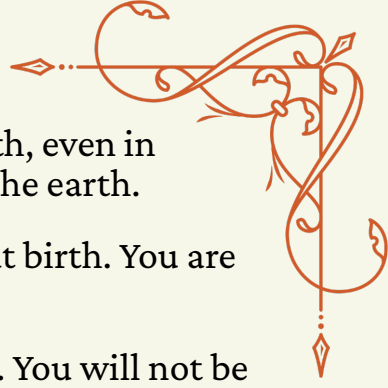 th, even in
he earth.
t birth. You are
. You will not be